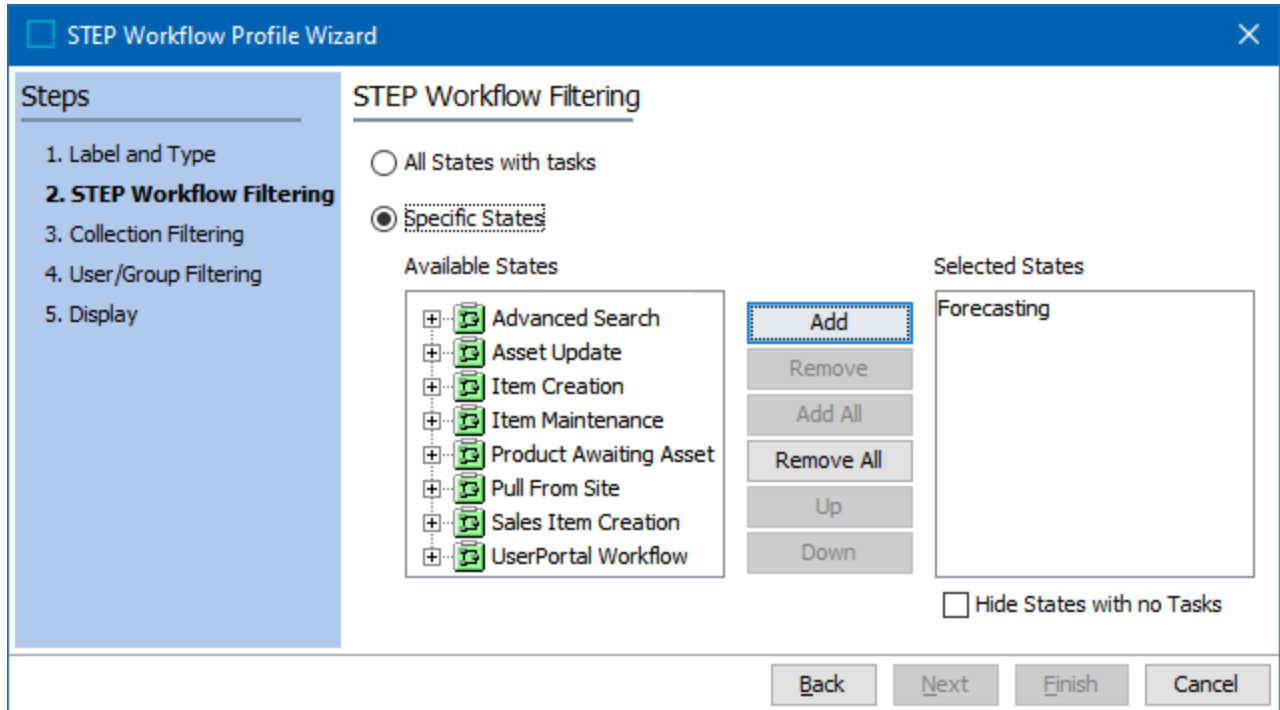 STEP Workflow Profile Wizard
Steps
1. Label and Type
2. STEP Workflow Filtering
3. Collection Filtering
4. User/Group Filtering
5. Display
STEP Workflow Filtering
All States with tasks
Specific States
Available States
Advanced Search
Asset Update
Item Creation
Item Maintenance
Product Awaiting Asset
Pull From Site
Sales Item Creation
UserPortal Workflow
Add
Remove
Add All
Remove All
Up
Down
Selected States
Forecasting
Hide States with no Tasks
Back Next Finish Cancel